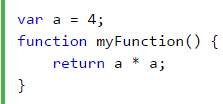 var a = 4;
function myFunction() {
    return a * a;
}